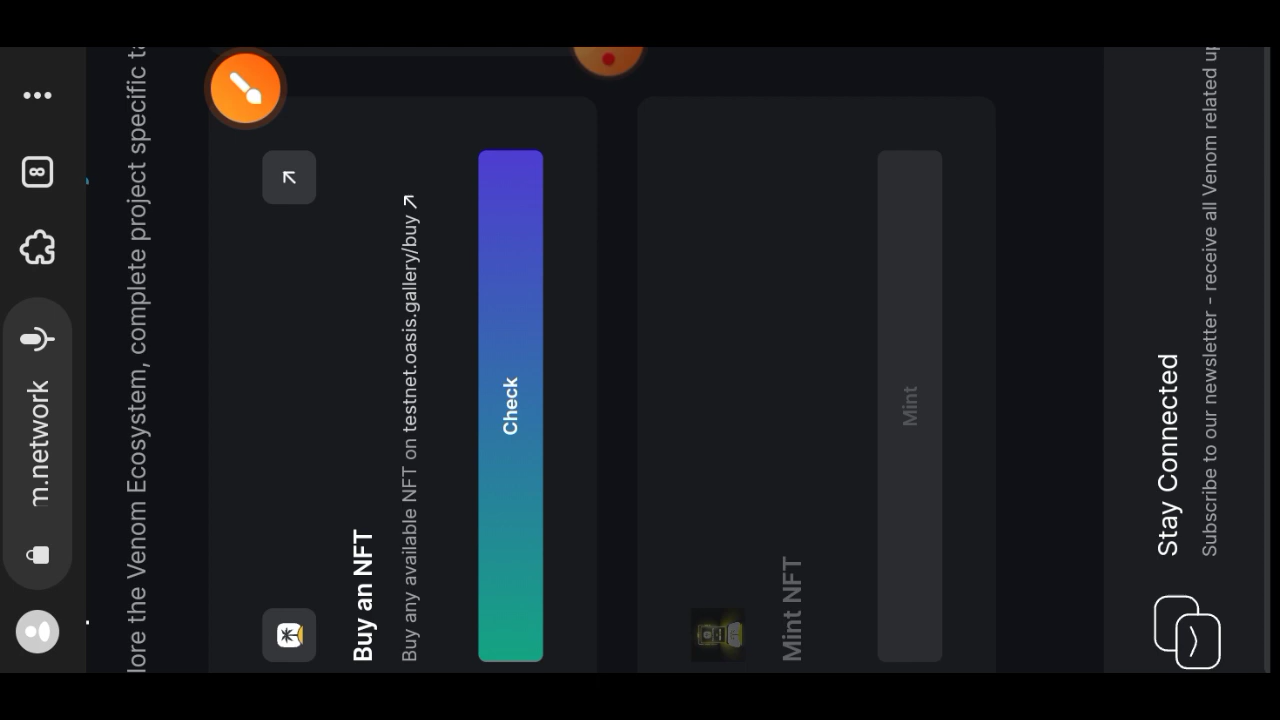 m.network
8
lore the Venom Ecosystem, complete project specific
Buy an NFT
Buy any available NFT on testnet.oasis.gallery/buy ↗
Check
Mint NFT
Mint
Stay Connected
Subscribe to our newsletter - receive all Venom related